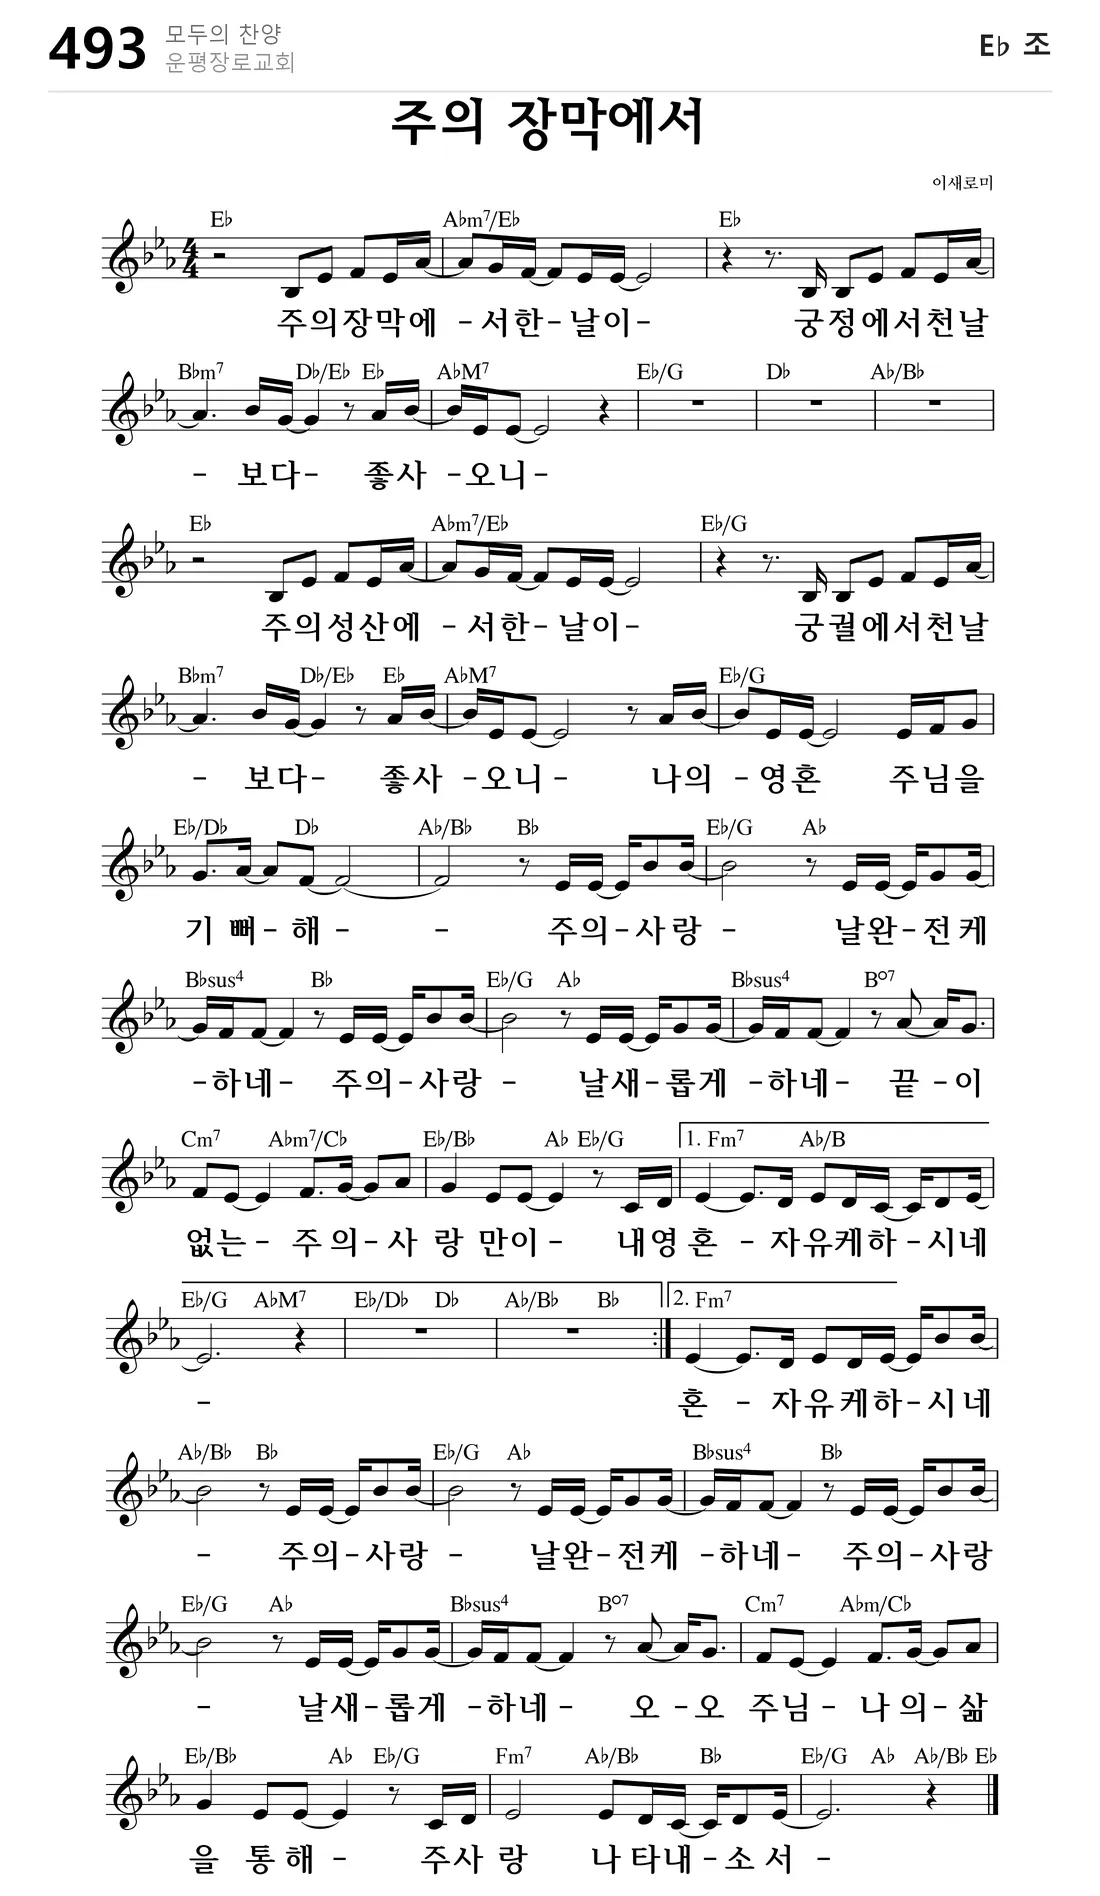 493 모두의 찬양
운평장로교회
E♭ 조
주의 장막에서
이새로미
E♭ A♭m7/E♭ E♭
주의장막에 - 서한 - 날이 - 궁정에서천날
B♭m7 D♭/E♭ E♭ A♭M7 E♭/G D♭ A♭/B♭
- 보다 - 좋사 - 오니 -
E♭ A♭m7/E♭ E♭/G
주의성산에 - 서한 - 날이 - 궁궐에서천날
B♭m7 D♭/E♭ E♭ A♭M7 E♭/G
- 보다 - 좋사 - 오니 - 나의 - 영혼 주님을
E♭/D♭ D♭ A♭/B♭ B♭ E♭/G A♭
기 뻐 - 해 - - 주의 - 사랑 - 날완 - 전케
B♭sus4 B♭ E♭/G A♭ B♭sus4 B°7
- 하네 - 주의 - 사랑 - 날새 - 롭게 - 하네 - 끝 - 이
Cm7 A♭m7/C♭ E♭/B♭ A♭ E♭/G 1. Fm7 A♭/B
없는 - 주 의 - 사 랑 만이 - 내영 혼 - 자유케하 - 시네
E♭/G A♭M7 E♭/D♭ D♭ A♭/B♭ B♭ 2. Fm7
- 혼 - 자유케하 - 시네
A♭/B♭ B♭ E♭/G A♭ B♭sus4 B♭
- 주의 - 사랑 - 날완 - 전케 - 하네 - 주의 - 사랑
E♭/G A♭ B♭sus4 B°7 Cm7 A♭m/C♭
- 날새 - 롭게 - 하네 - 오 - 오 주님 - 나 의 - 삶
E♭/B♭ A♭ E♭/G Fm7 A♭/B♭ B♭ E♭/G A♭ A♭/B♭ E♭
을 통 해 - 주사 랑 나 타내 - 소 서 -